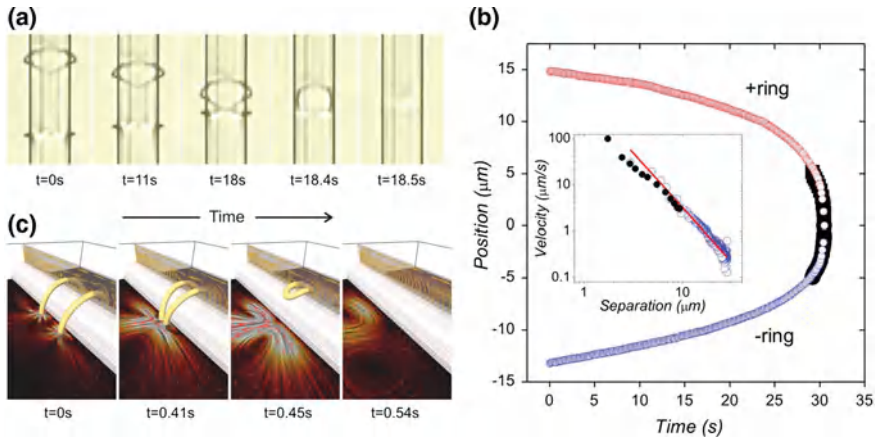 (a)
t=0s
t=11s
t=18s
t=18.4s
t=18.5s
(c)
Time
t=0s
t=0.41s
t=0.45s
t=0.54s
(b)
Position (μm)
15
10
5
0
-5
-10
-15
0
5
10
15
20
25
30
35
Time (s)
+ring
-ring
Velocity (μm/s)
100
10
1
0.1
1
10
Separation (μm)